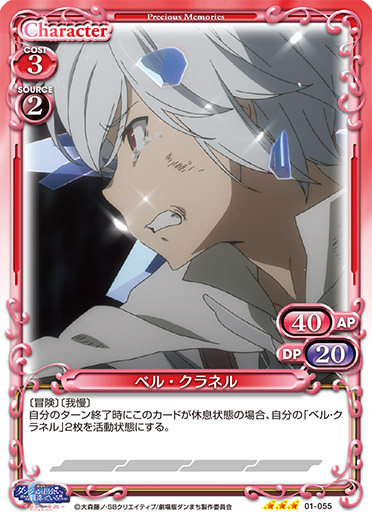 Precious Memories
Character
COST
3
SOURCE
2
40 AP
DP 20
ベル・クラネル
〔冒険〕〔我慢〕
自分のターン終了時にこのカードが休息状態の場合、自分の「ベル・ク
ラネル」2枚を活動状態にする。
©大森藤ノ・SBクリエイティブ/劇場版ダンまち製作委員会
★★★ 01-055